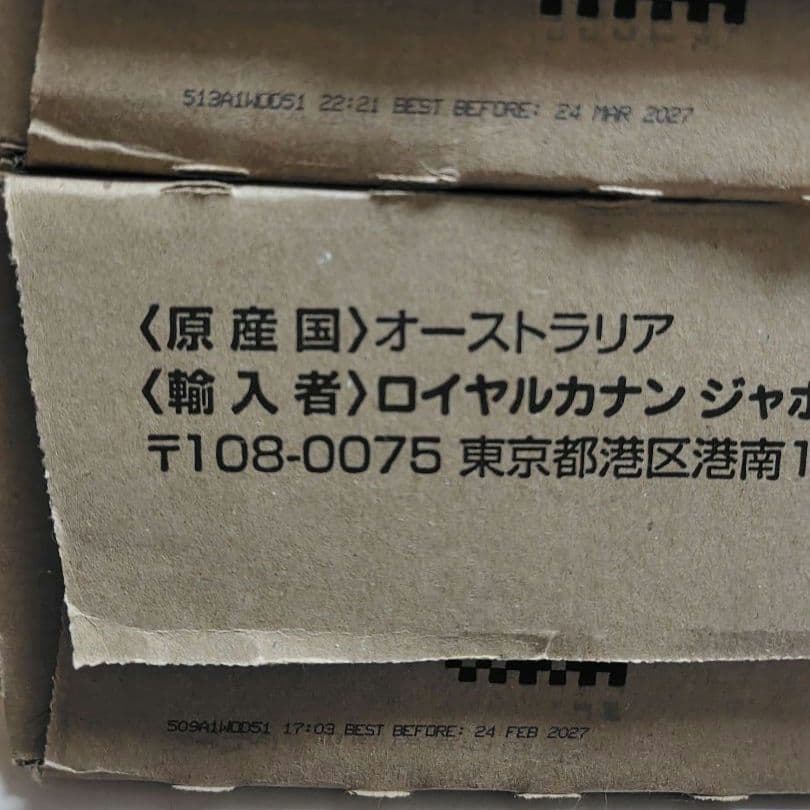 513A1WOD51 22:21 BEST BEFORE: 24 MAR 2027
〈原産国〉オーストラリア
〈輸入者〉ロイヤルカナン ジャポ
〒108-0075 東京都港区港南1
509A1WOD51 17:03 BEST BEFORE: 24 FEB 2027